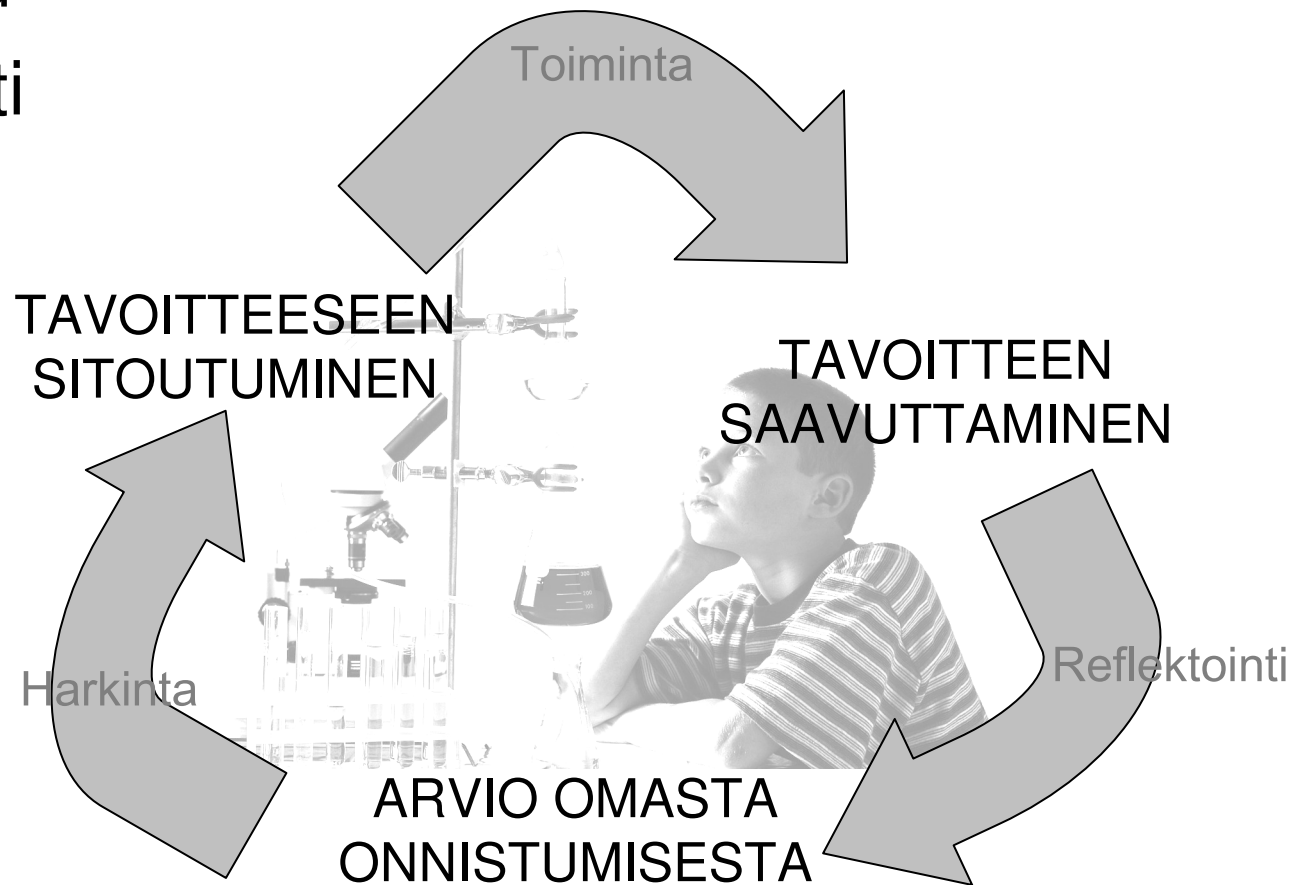 ti
Toiminta
TAVOITTEESEEN
SITOUTUMINEN
TAVOITTEEN
SAAVUTTAMINEN
Harkinta
Reflektointi
ARVIO OMASTA
ONNISTUMISESTA